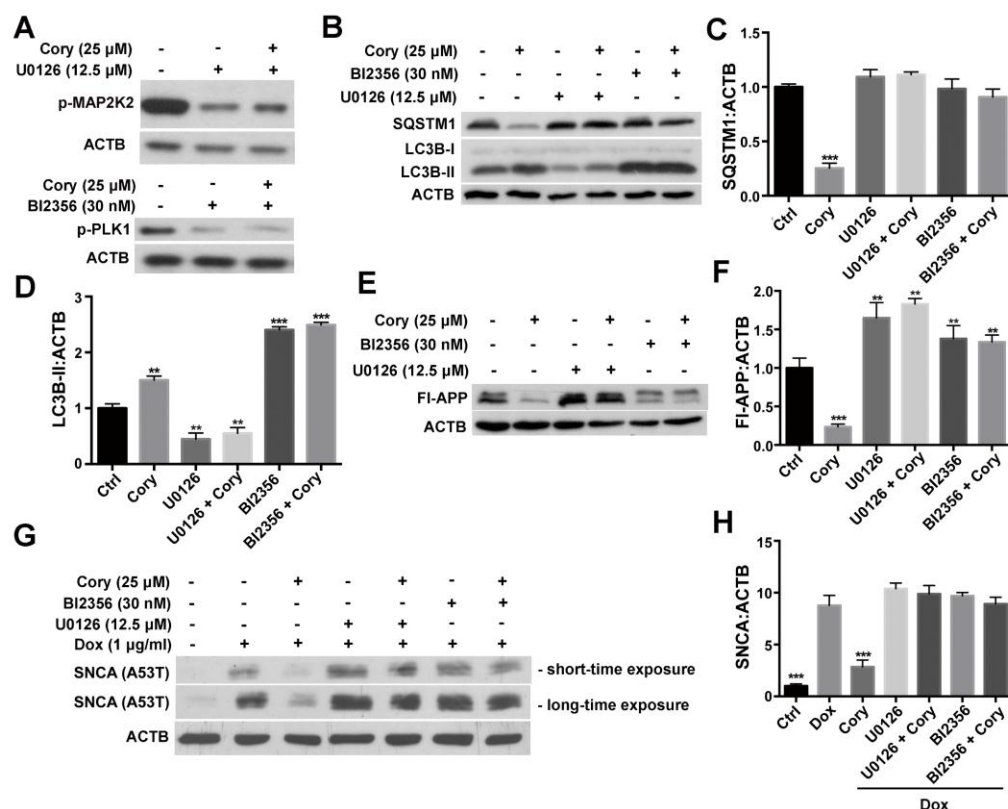 A
Cory (25 µM) - - +
U0126 (12.5 µM) - + +
p-MAP2K2
ACTB
Cory (25 µM) - - +
BI2356 (30 nM) - + +
p-PLK1
ACTB
B
Cory (25 µM) - + - + - +
BI2356 (30 nM) - - - - + +
U0126 (12.5 µM) - - + + - -
SQSTM1
LC3B-I
LC3B-II
ACTB
C
SQSTM1:ACTB
1.5
1.0
0.5
0.0
***
Ctrl
Cory
U0126
U0126 + Cory
BI2356
BI2356 + Cory
D
LC3B-II:ACTB
3
2
1
0
**
**
**
***
***
Ctrl
Cory
U0126
U0126 + Cory
BI2356
BI2356 + Cory
E
Cory (25 µM) - + - + - +
BI2356 (30 nM) - - - - + +
U0126 (12.5 µM) - - + + - -
Fl-APP
ACTB
F
Fl-APP:ACTB
2.0
1.5
1.0
0.5
0.0
***
**
**
**
**
Ctrl
Cory
U0126
U0126 + Cory
BI2356
BI2356 + Cory
G
Cory (25 µM) - - + - + - +
BI2356 (30 nM) - - - - - + +
U0126 (12.5 µM) - - - + + - -
Dox (1 µg/ml) - + + + + + +
SNCA (A53T) - short-time exposure
SNCA (A53T) - long-time exposure
ACTB
H
SNCA:ACTB
15
10
5
0
***
***
Ctrl
Dox
Cory
U0126
U0126 + Cory
BI2356
BI2356 + Cory
Dox